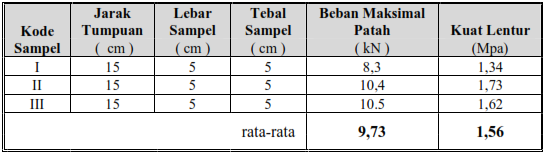 Kode Sampel Jarak Tumpuan ( cm ) Lebar Sampel ( cm ) Tebal Sampel ( cm ) Beban Maksimal Patah ( kN ) Kuat Lentur (Mpa)
I 15 5 5 8,3 1,34
II 15 5 5 10,4 1,73
III 15 5 5 10.5 1,62
rata-rata 9,73 1,56